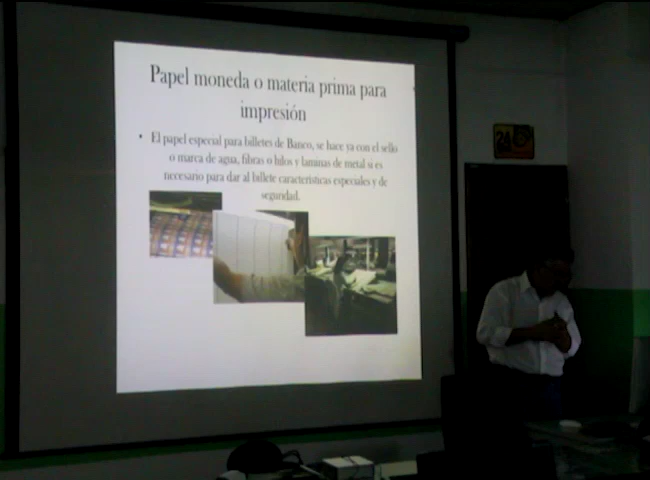 Papel moneda o materia prima para
impresión
• El papel especial para billetes de Banco, se hace ya con el sello
o marca de agua, fibras o hilos y laminas de metal si es
necesario para dar al billete características especiales y de
seguridad.